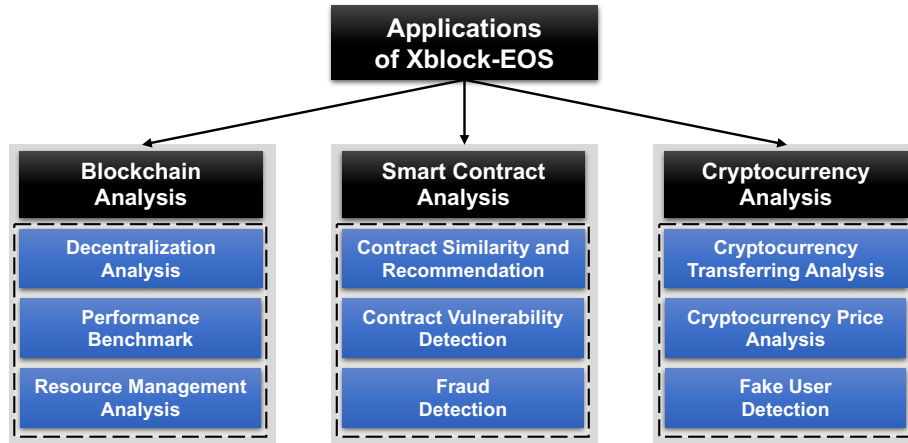 Applications
of Xblock-EOS
Blockchain
Analysis
Decentralization
Analysis
Performance
Benchmark
Resource Management
Analysis
Smart Contract
Analysis
Contract Similarity and
Recommendation
Contract Vulnerability
Detection
Fraud
Detection
Cryptocurrency
Analysis
Cryptocurrency
Transferring Analysis
Cryptocurrency Price
Analysis
Fake User
Detection